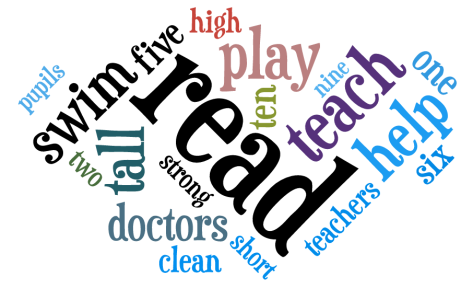 high
five
play
pupils
swim
nine
one
read
ten
teach
help
two
tall
strong
six
doctors
teachers
short
clean